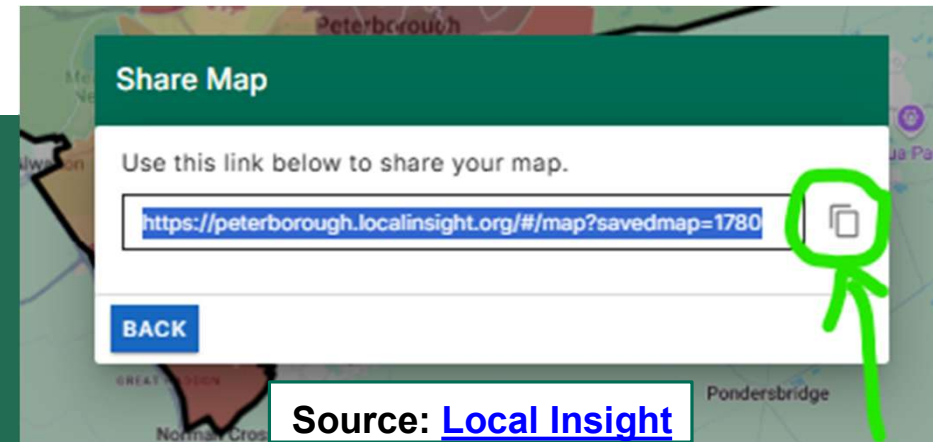 Peterborough
Share Map
Use this link below to share your map.
https://peterborough.localinsight.org/#/map?savedmap=1780
BACK
Pondersbridge
Source: Local Insight